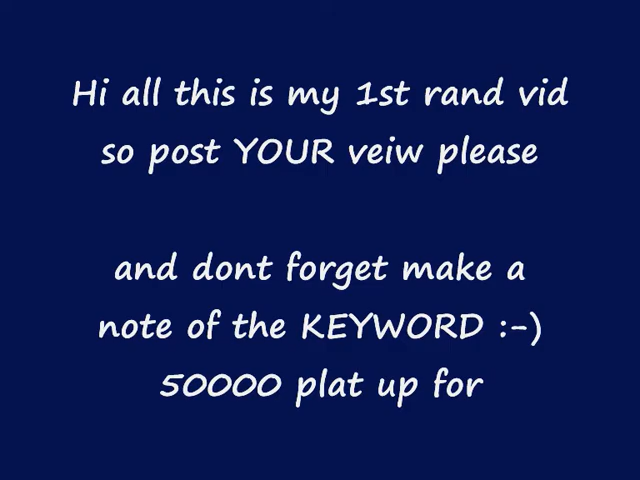 Hi all this is my 1st rand vid
so post YOUR veiw please
and dont forget make a
note of the KEYWORD :-)
50000 plat up for